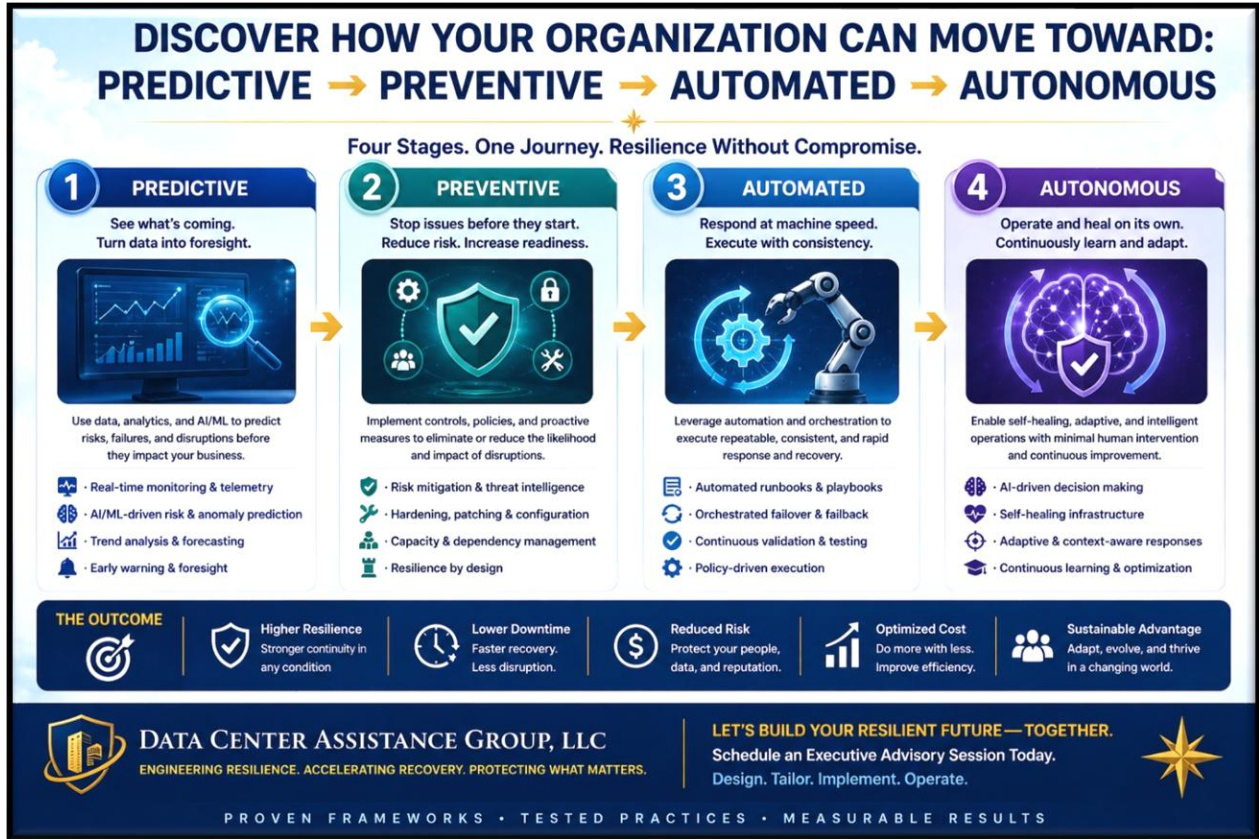 DISCOVER HOW YOUR ORGANIZATION CAN MOVE TOWARD:
PREDICTIVE → PREVENTIVE → AUTOMATED → AUTONOMOUS
Four Stages. One Journey. Resilience Without Compromise.
1 PREDICTIVE
See what's coming.
Turn data into foresight.
Use data, analytics, and AI/ML to predict
risks, failures, and disruptions before
they impact your business.
· Real-time monitoring & telemetry
· AI/ML-driven risk & anomaly prediction
· Trend analysis & forecasting
· Early warning & foresight
2 PREVENTIVE
Stop issues before they start.
Reduce risk. Increase readiness.
Implement controls, policies, and proactive
measures to eliminate or reduce the likelihood
and impact of disruptions.
· Risk mitigation & threat intelligence
· Hardening, patching & configuration
· Capacity & dependency management
· Resilience by design
3 AUTOMATED
Respond at machine speed.
Execute with consistency.
Leverage automation and orchestration to
execute repeatable, consistent, and rapid
response and recovery.
· Automated runbooks & playbooks
· Orchestrated failover & failback
· Continuous validation & testing
· Policy-driven execution
4 AUTONOMOUS
Operate and heal on its own.
Continuously learn and adapt.
Enable self-healing, adaptive, and intelligent
operations with minimal human intervention
and continuous improvement.
· AI-driven decision making
· Self-healing infrastructure
· Adaptive & context-aware responses
· Continuous learning & optimization
THE OUTCOME
Higher Resilience
Stronger continuity in
any condition
Lower Downtime
Faster recovery.
Less disruption.
$
Reduced Risk
Protect your people,
data, and reputation.
Optimized Cost
Do more with less.
Improve efficiency.
Sustainable Advantage
Adapt, evolve, and thrive
in a changing world.
DATA CENTER ASSISTANCE GROUP, LLC
ENGINEERING RESILIENCE. ACCELERATING RECOVERY. PROTECTING WHAT MATTERS.
LET'S BUILD YOUR RESILIENT FUTURE — TOGETHER.
Schedule an Executive Advisory Session Today.
Design. Tailor. Implement. Operate.
PROVEN FRAMEWORKS • TESTED PRACTICES • MEASURABLE RESULTS